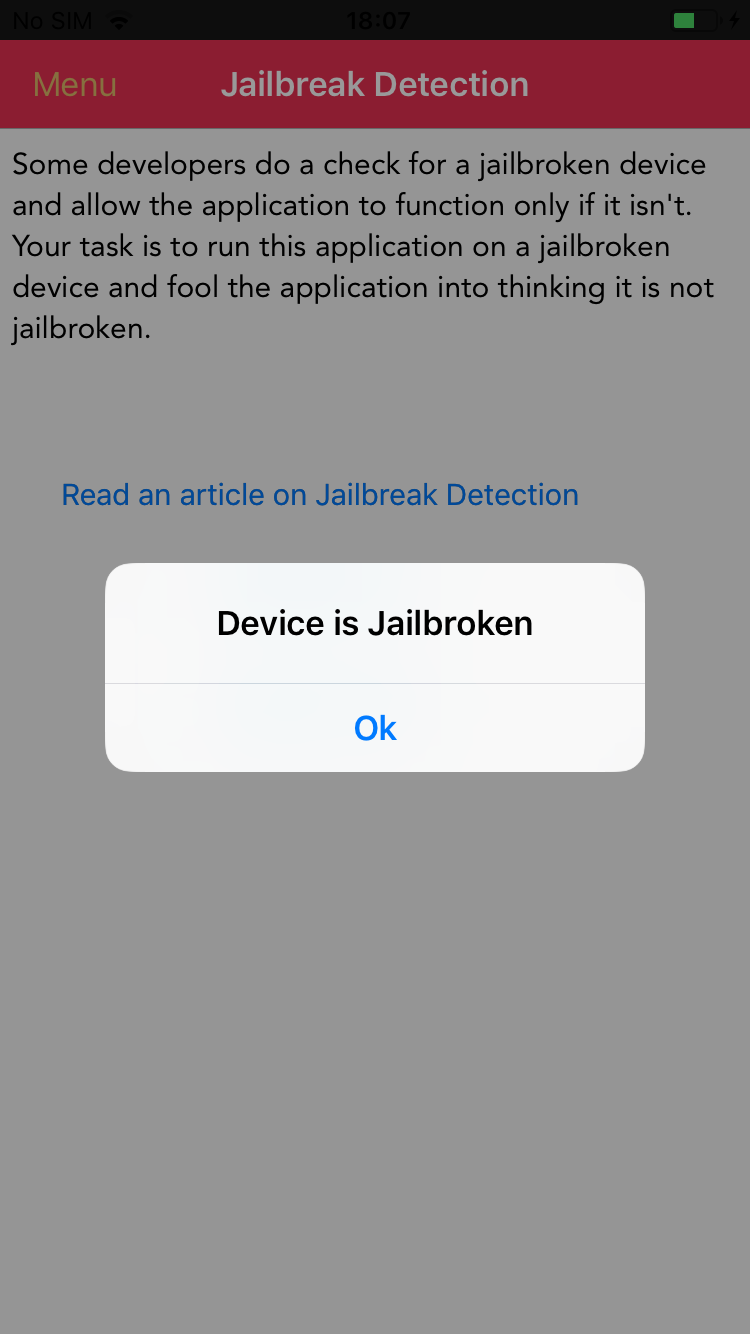 No SIM 18:07
Menu Jailbreak Detection
Some developers do a check for a jailbroken device
and allow the application to function only if it isn't.
Your task is to run this application on a jailbroken
device and fool the application into thinking it is not
jailbroken.
Read an article on Jailbreak Detection
Device is Jailbroken
Ok